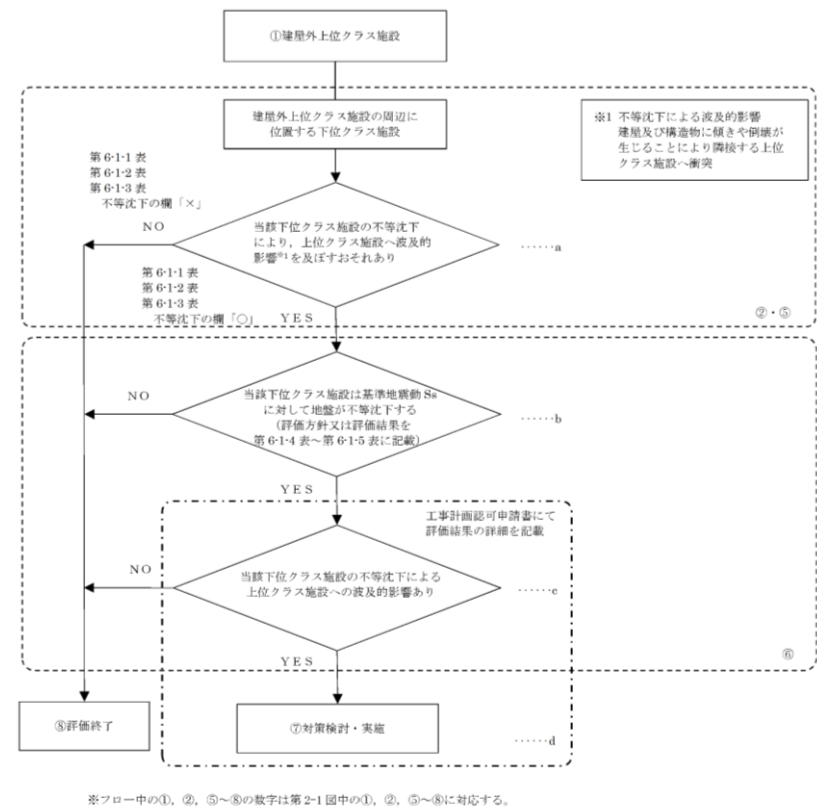 ①建屋外上位クラス施設
建屋外上位クラス施設の周辺に
位置する下位クラス施設
※1 不等沈下による波及的影響
建屋及び構造物に傾きや倒壊が
生じることにより隣接する上位
クラス施設へ衝突
第 6-1-1 表
第 6-1-2 表
第 6-1-3 表
不等沈下の欄「×」
NO
当該下位クラス施設の不等沈下
により，上位クラス施設へ波及的
影響※1を及ぼすおそれあり
……a
第 6-1-1 表
第 6-1-2 表
第 6-1-3 表
不等沈下の欄「○」
YES
②・⑤
NO
当該下位クラス施設は基準地震動 Ss
に対して地盤が不等沈下する
（評価方針又は評価結果を
第 6-1-4 表～第 6-1-5 表に記載）
……b
YES
工事計画認可申請書にて
評価結果の詳細を記載
NO
当該下位クラス施設の不等沈下による
上位クラス施設への波及的影響あり
……c
YES
⑥
⑧評価終了
⑦対策検討・実施
……d
※フロー中の①，②，⑤～⑧の数字は第 2-1 図中の①，②，⑤～⑧に対応する。